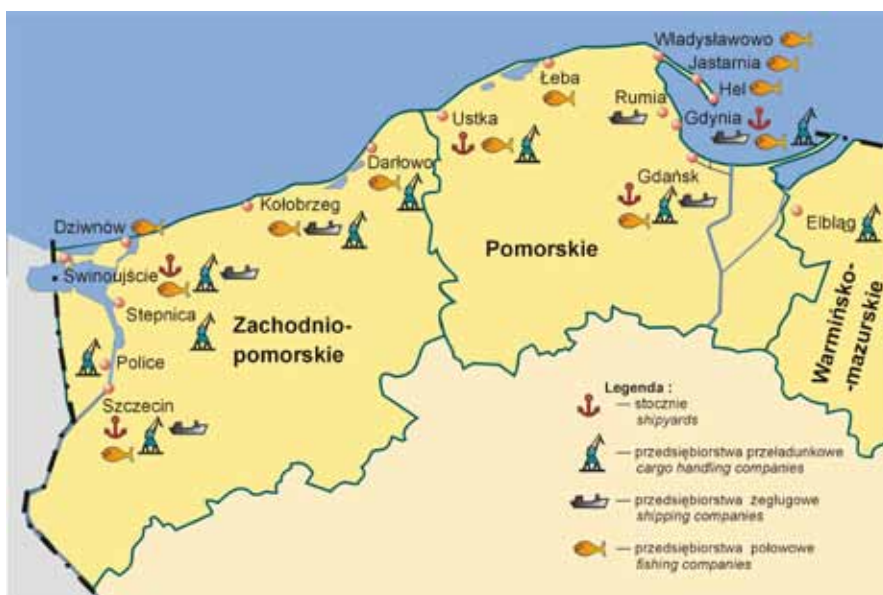 Władysławowo
Jastarnia
Łeba
Hel
Rumia
Gdynia
Ustka
Darłowo
Gdańsk
Kołobrzeg
Elbląg
Dziwnów
Pomorskie
Swinoujście
Stepnica
Zachodnio-
pomorskie
Warmińsko-
-mazurskie
Police
Szczecin
Legenda :
— stocznie
shipyards
— przedsiębiorstwa przeładunkowe
cargo handling companies
— przedsiębiorstwa żeglugowe
shipping companies
— przedsiębiorstwa połowowe
fishing companies